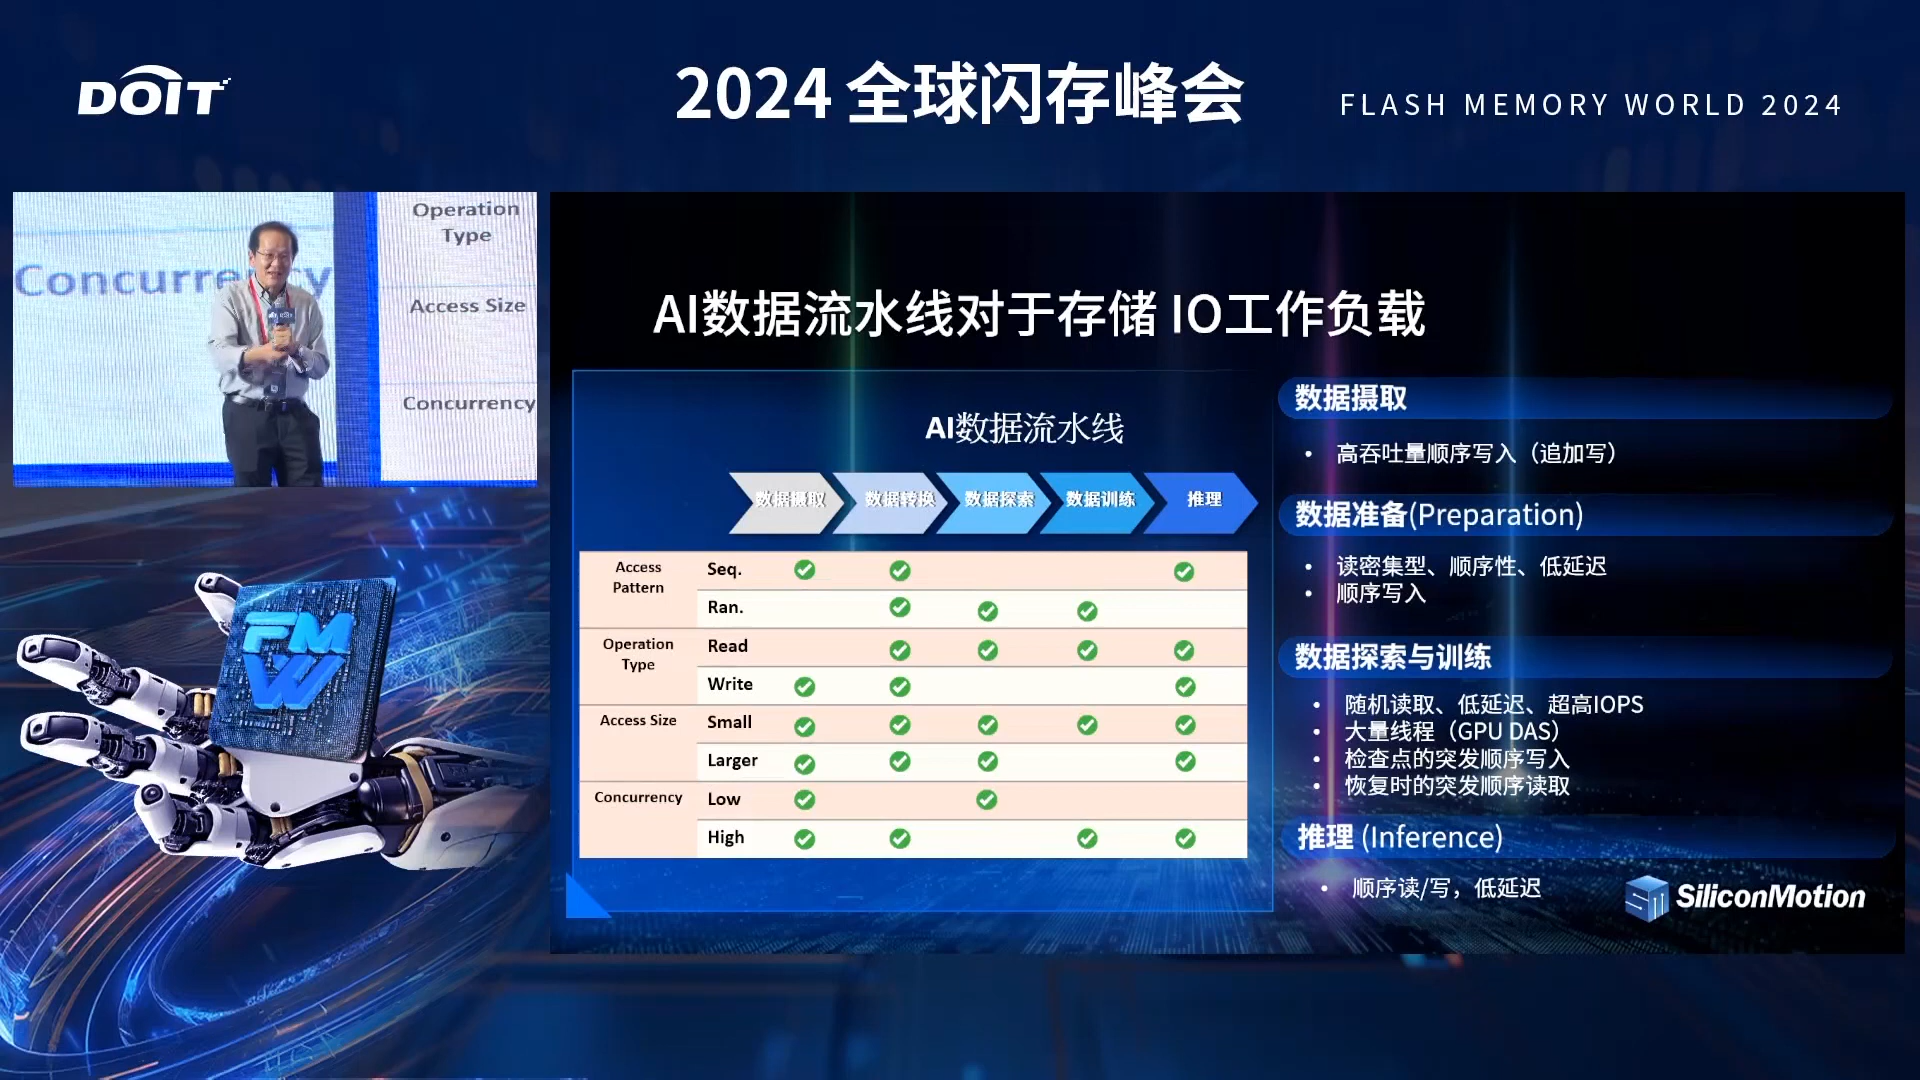 DOIT
2024 全球闪存峰会
FLASH MEMORY WORLD 2024
Concurrency
Operation
Type
Access Size
Concurrency
FM
W
AI数据流水线对于存储 IO工作负载
AI数据流水线
数据摄取 数据转换 数据探索 数据训练 推理
Access
Pattern
Seq.
Ran.
Operation
Type
Read
Write
Access Size
Small
Larger
Concurrency
Low
High
数据摄取
• 高吞吐量顺序写入（追加写）
数据准备(Preparation)
• 读密集型、顺序性、低延迟
• 顺序写入
数据探索与训练
• 随机读取、低延迟、超高IOPS
• 大量线程（GPU DAS）
• 检查点的突发顺序写入
• 恢复时的突发顺序读取
推理 (Inference)
• 顺序读/写，低延迟
SiliconMotion